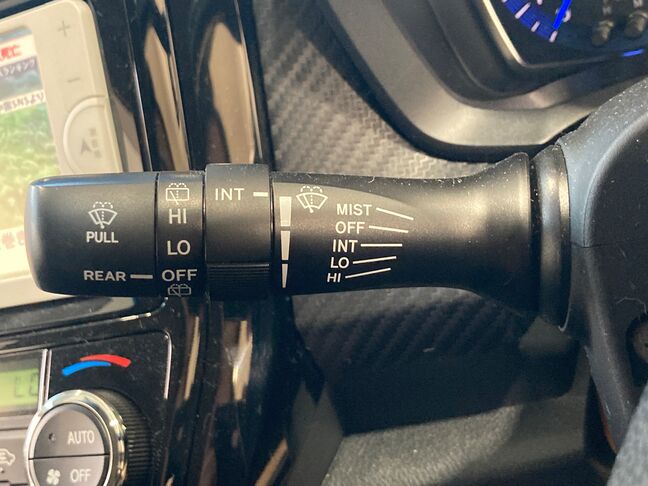 PULL
REAR
HI
LO
OFF
INT
MIST
OFF
INT
LO
HI
AUTO
OFF